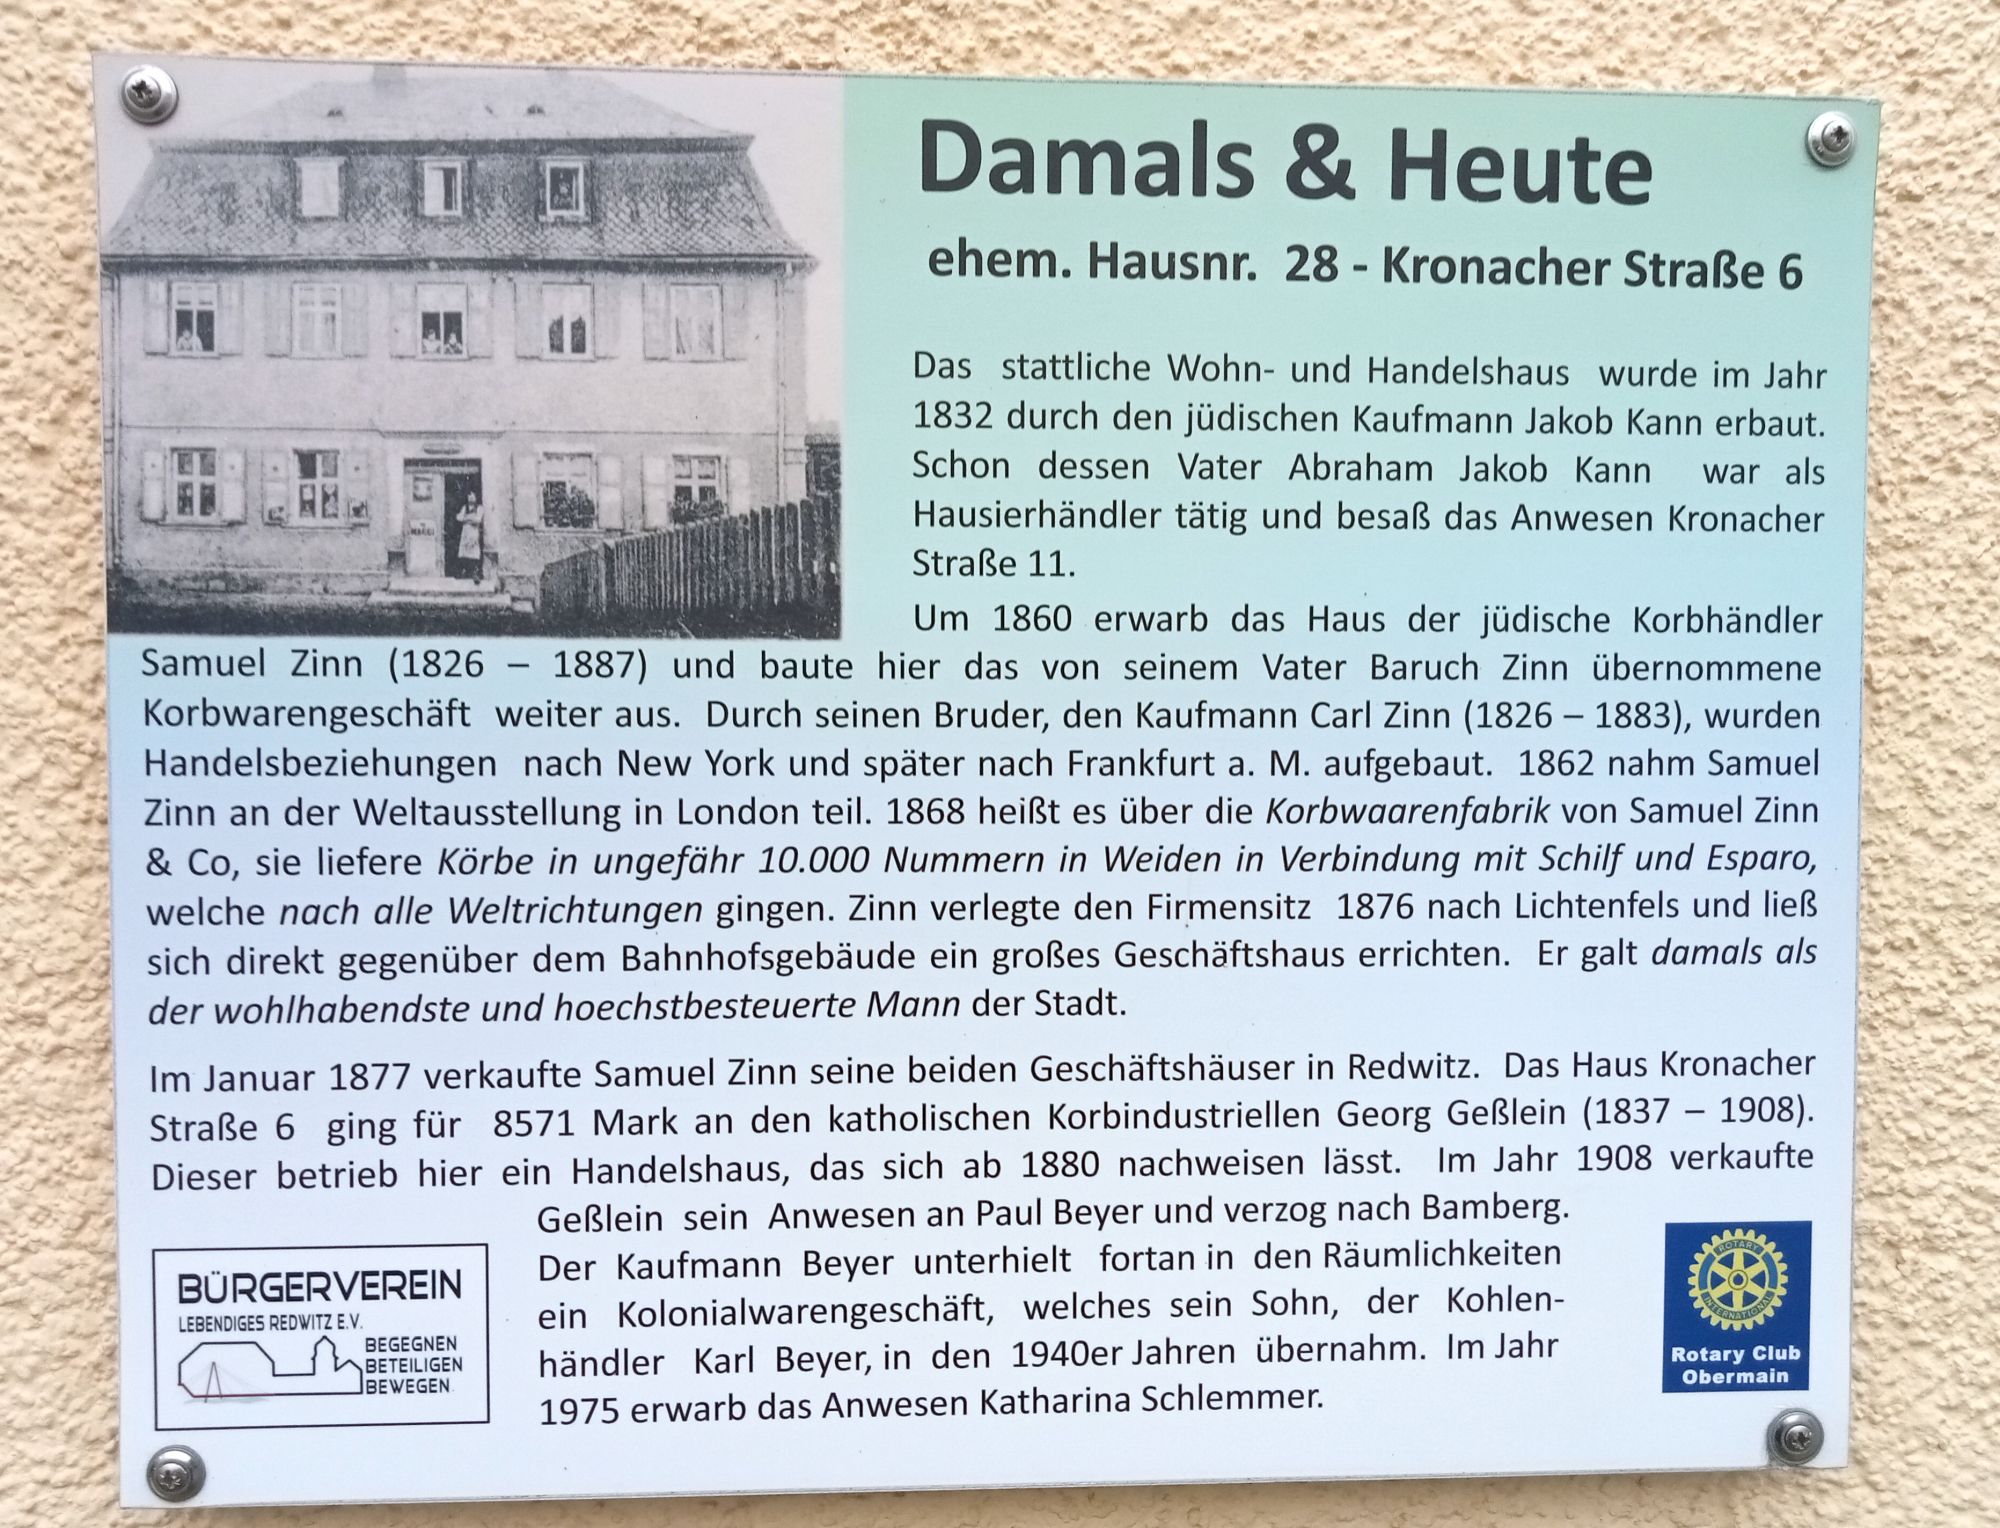 Damals & Heute
ehem. Hausnr. 28 - Kronacher Straße 6
Das stattliche Wohn- und Handelshaus wurde im Jahr
1832 durch den jüdischen Kaufmann Jakob Kann erbaut.
Schon dessen Vater Abraham Jakob Kann war als
Hausierhändler tätig und besaß das Anwesen Kronacher
Straße 11.
Um 1860 erwarb das Haus der jüdische Korbhändler
Samuel Zinn (1826 – 1887) und baute hier das von seinem Vater Baruch Zinn übernommene
Korbwarengeschäft weiter aus. Durch seinen Bruder, den Kaufmann Carl Zinn (1826 – 1883), wurden
Handelsbeziehungen nach New York und später nach Frankfurt a. M. aufgebaut. 1862 nahm Samuel
Zinn an der Weltausstellung in London teil. 1868 heißt es über die Korbwaarenfabrik von Samuel Zinn
& Co, sie liefere Körbe in ungefähr 10.000 Nummern in Weiden in Verbindung mit Schilf und Esparo,
welche nach alle Weltrichtungen gingen. Zinn verlegte den Firmensitz 1876 nach Lichtenfels und ließ
sich direkt gegenüber dem Bahnhofsgebäude ein großes Geschäftshaus errichten. Er galt damals als
der wohlhabendste und hoechstbesteuerte Mann der Stadt.
Im Januar 1877 verkaufte Samuel Zinn seine beiden Geschäftshäuser in Redwitz. Das Haus Kronacher
Straße 6 ging für 8571 Mark an den katholischen Korbindustriellen Georg Geßlein (1837 – 1908).
Dieser betrieb hier ein Handelshaus, das sich ab 1880 nachweisen lässt. Im Jahr 1908 verkaufte
Geßlein sein Anwesen an Paul Beyer und verzog nach Bamberg.
Der Kaufmann Beyer unterhielt fortan in den Räumlichkeiten
ein Kolonialwarengeschäft, welches sein Sohn, der Kohlen-
händler Karl Beyer, in den 1940er Jahren übernahm. Im Jahr
1975 erwarb das Anwesen Katharina Schlemmer.
BÜRGERVEREIN
LEBENDIGES REDWITZ E.V.
BEGEGNEN
BETEILIGEN
BEWEGEN
ROTARY
INTERNATIONAL
Rotary Club
Obermain